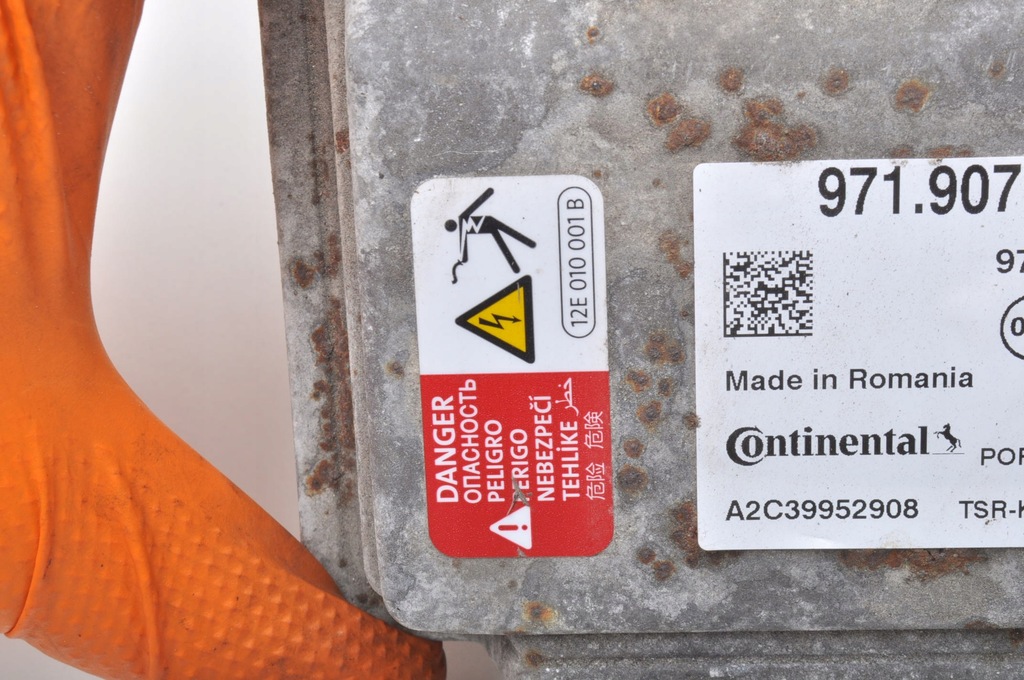 12E 010 001 B
DANGER
ОПАСНОСТЬ
PELIGRO
PERIGO
NEBEZPEČÍ
TEHLİKE خطر
危险 危険
971.907
97
0
Made in Romania
Continental
POR
A2C39952908
TSR-K